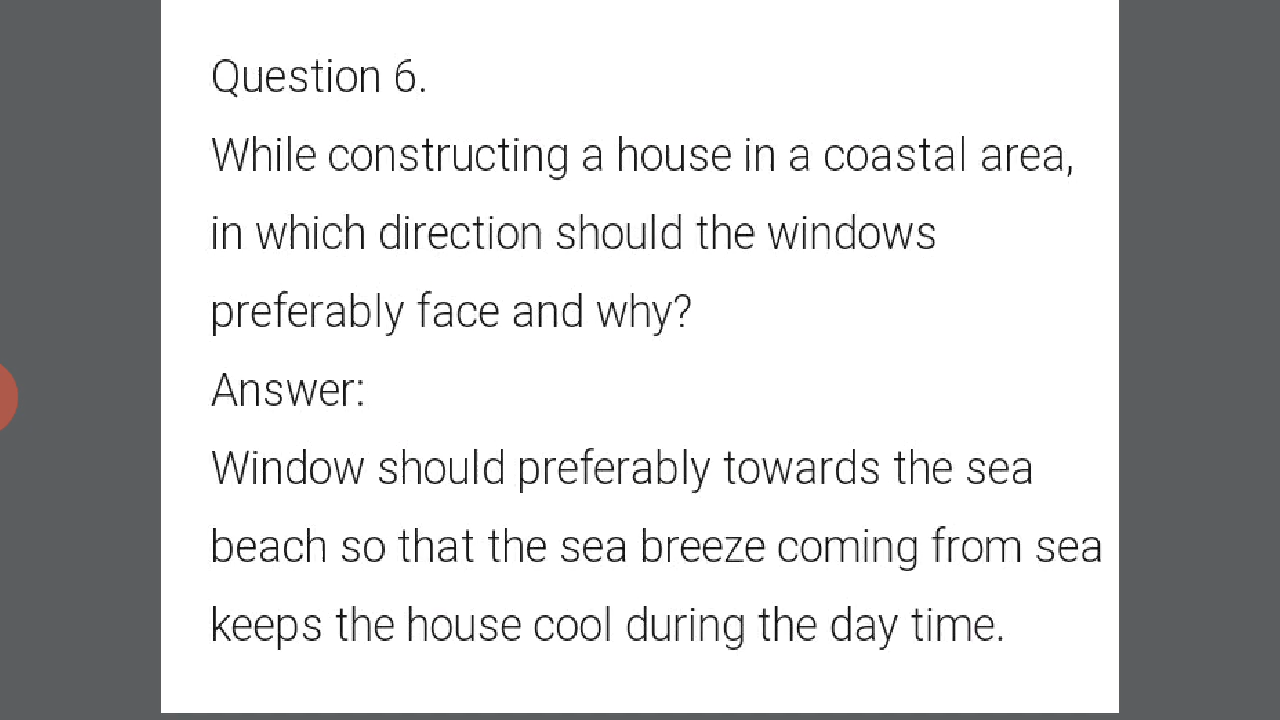 Question 6.
While constructing a house in a coastal area,
in which direction should the windows
preferably face and why?
Answer:
Window should preferably towards the sea
beach so that the sea breeze coming from sea
keeps the house cool during the day time.